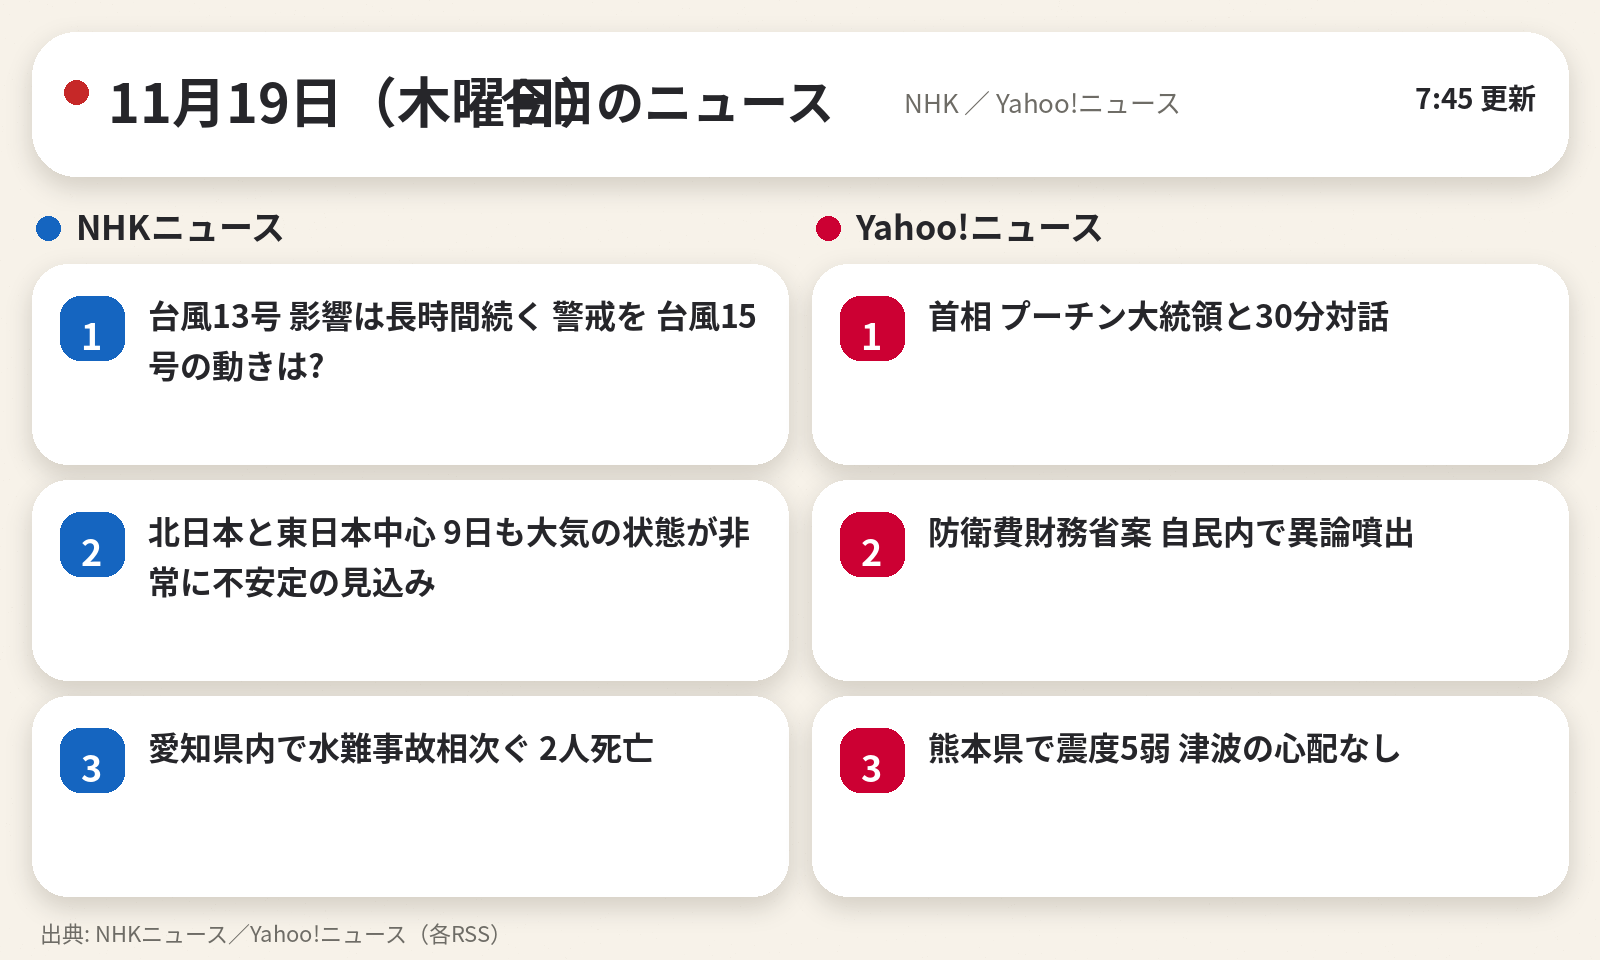 11月19日（木曜日）
今日のニュース
NHK ／ Yahoo!ニュース
7:45 更新
NHKニュース
1
台風13号 影響は長時間続く 警戒を 台風15
号の動きは?
2
北日本と東日本中心 9日も大気の状態が非
常に不安定の見込み
3
愛知県内で水難事故相次ぐ 2人死亡
Yahoo!ニュース
1
首相 プーチン大統領と30分対話
2
防衛費財務省案 自民内で異論噴出
3
熊本県で震度5弱 津波の心配なし
出典: NHKニュース／Yahoo!ニュース（各RSS）